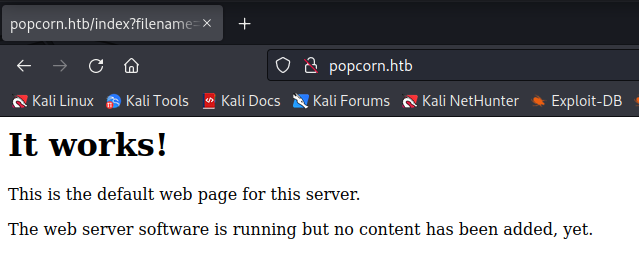 popcorn.htb/index?filename=
popcorn.htb
Kali Linux Kali Tools Kali Docs Kali Forums Kali NetHunter Exploit-DB
It works!
This is the default web page for this server.
The web server software is running but no content has been added, yet.